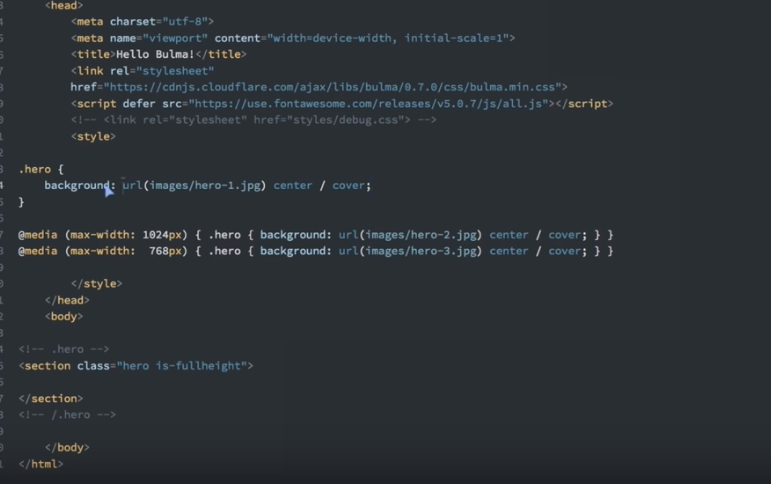 <head>
<meta charset="utf-8">
<meta name="viewport" content="width=device-width, initial-scale=1">
<title>Hello Bulma!</title>
<link rel="stylesheet"
href="https://cdnjs.cloudflare.com/ajax/libs/bulma/0.7.0/css/bulma.min.css">
<script defer src="https://use.fontawesome.com/releases/v5.0.7/js/all.js"></script>
<!-- <link rel="stylesheet" href="styles/debug.css"> -->
<style>
.hero {
background: url(images/hero-1.jpg) center / cover;
}
@media (max-width: 1024px) { .hero { background: url(images/hero-2.jpg) center / cover; } }
@media (max-width:  768px) { .hero { background: url(images/hero-3.jpg) center / cover; } }
</style>
</head>
<body>
<!-- .hero -->
<section class="hero is-fullheight">
</section>
<!-- /.hero -->
</body>
</html>